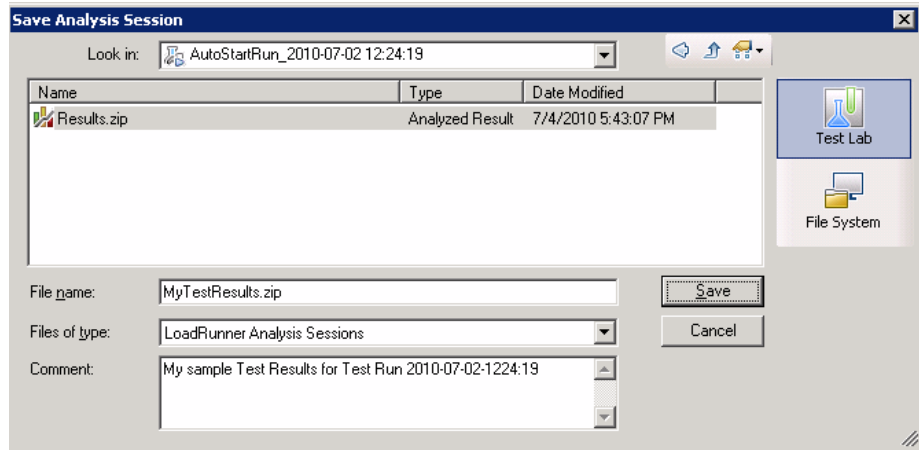 Save Analysis Session
Look in: AutoStartRun_2010-07-02 12:24:19
Name Type Date Modified
Results.zip Analyzed Result 7/4/2010 5:43:07 PM
Test Lab
File System
File name: MyTestResults.zip Save
Files of type: LoadRunner Analysis Sessions Cancel
Comment: My sample Test Results for Test Run 2010-07-02-1224:19